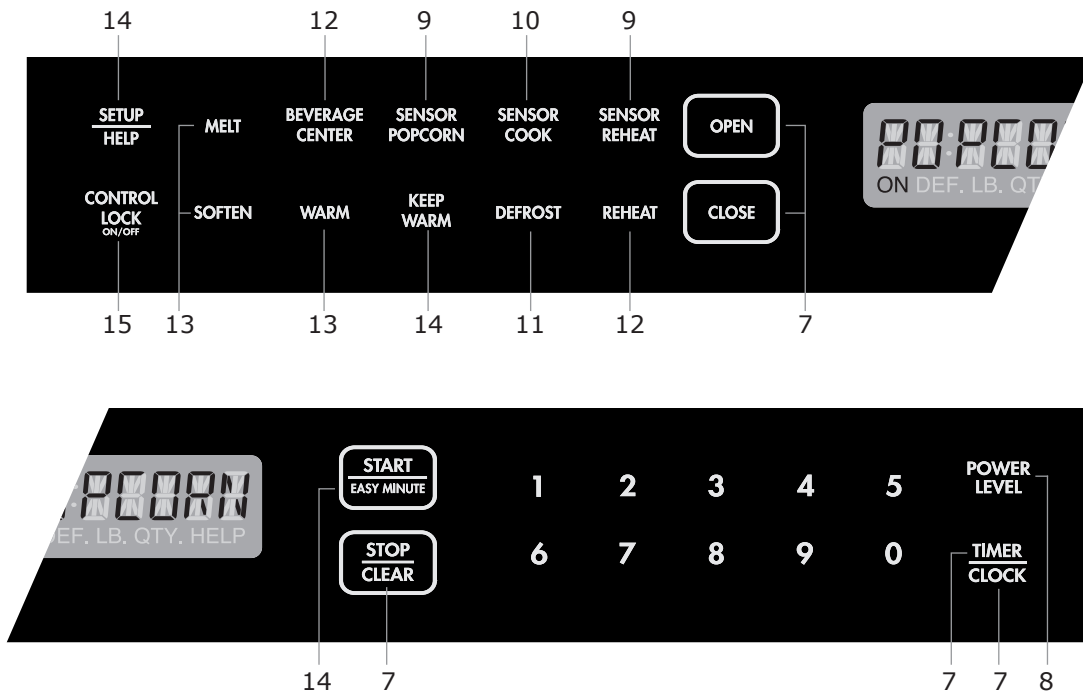 14 12 9 10 9
SETUP
HELP
MELT
BEVERAGE
CENTER
SENSOR
POPCORN
SENSOR
COOK
SENSOR
REHEAT
OPEN
ON DEF. LB. QT
CONTROL
LOCK
ON/OFF
SOFTEN
WARM
KEEP
WARM
DEFROST
REHEAT
CLOSE
15 13 13 14 11 12 7
PCORN
EF. LB. QTY. HELP
START
EASY MINUTE
1 2 3 4 5
POWER
LEVEL
STOP
CLEAR
6 7 8 9 0
TIMER
CLOCK
14 7 7 7 8